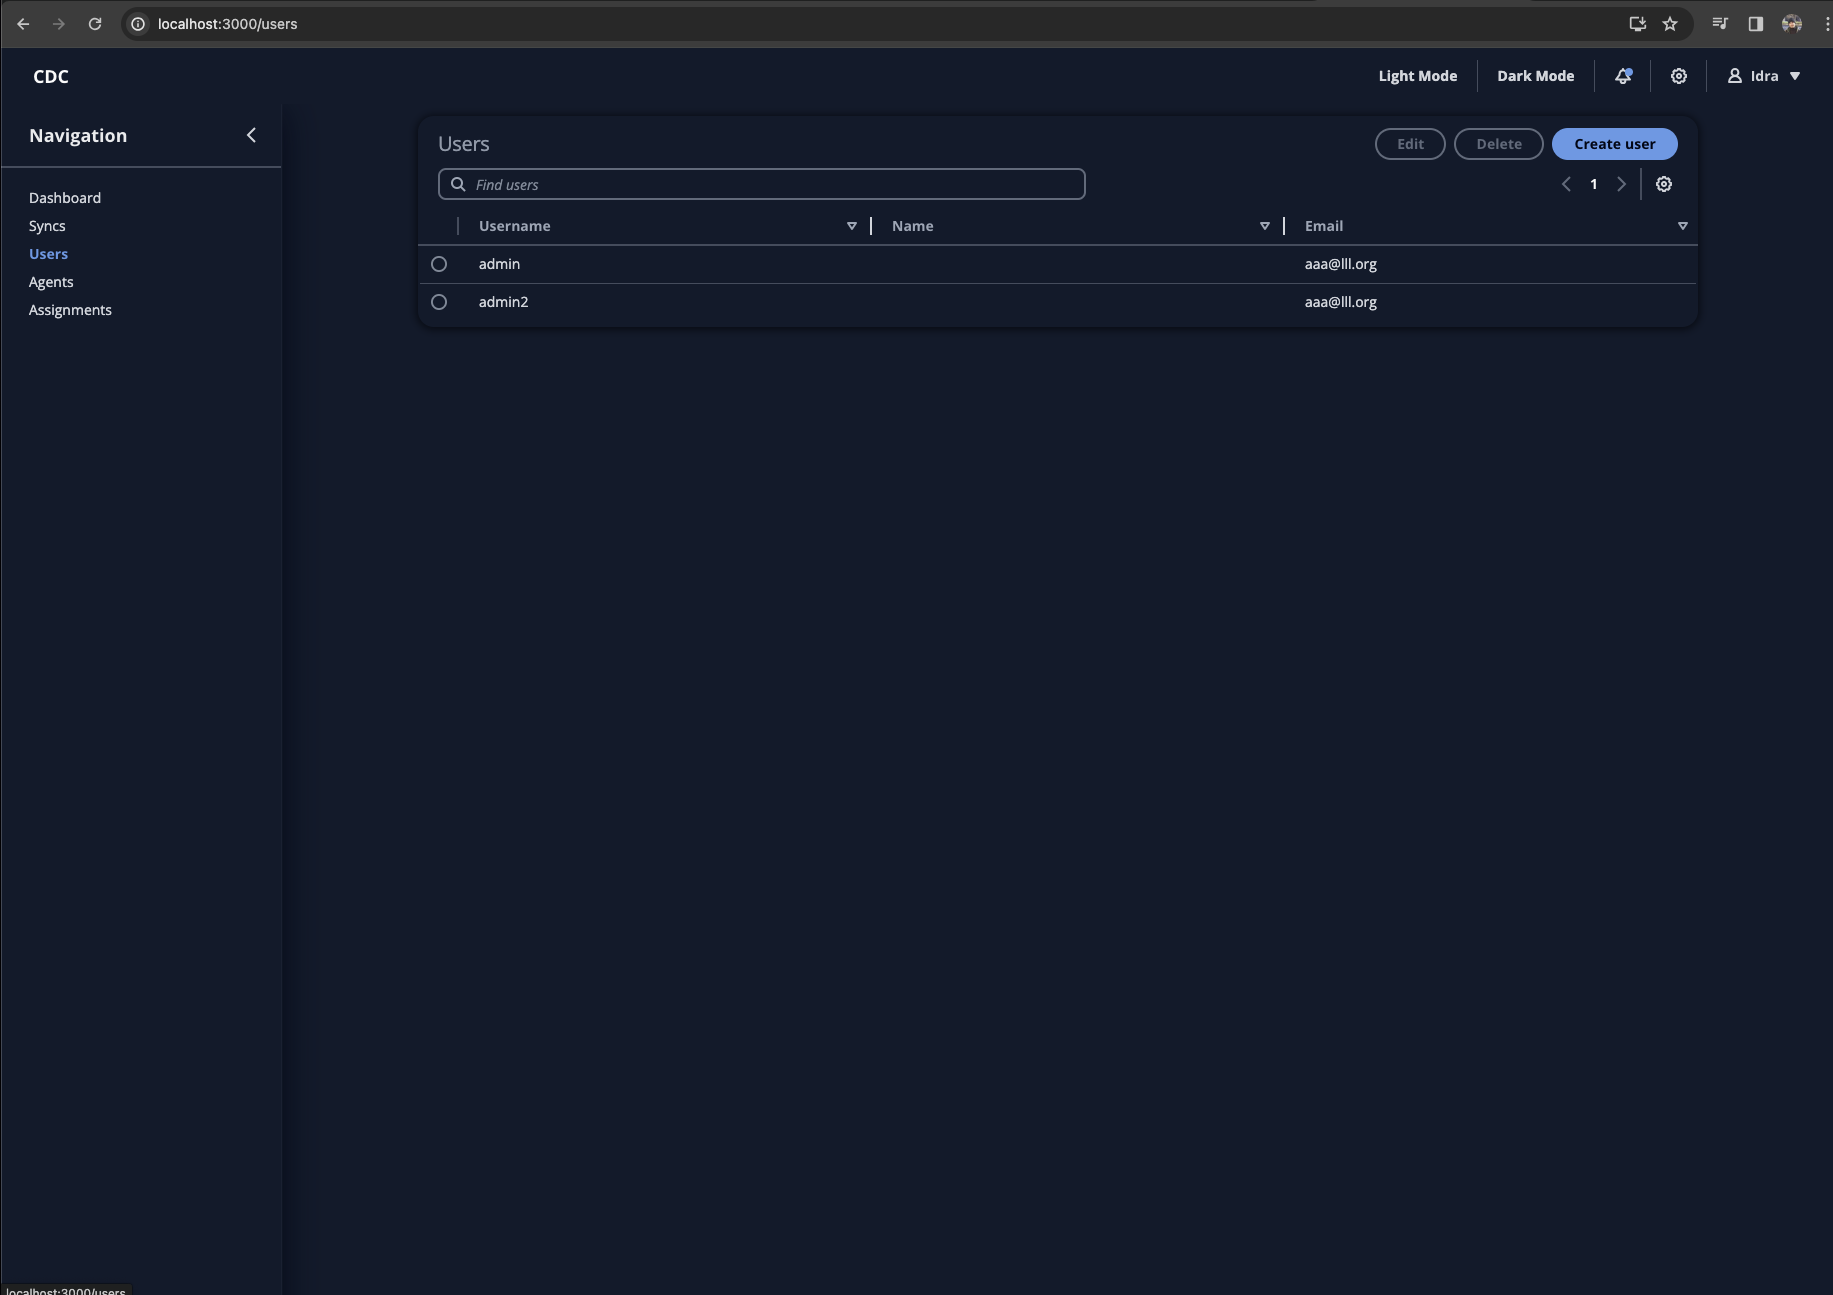 localhost:3000/users
CDC
Light Mode
Dark Mode
Idra
Navigation
Dashboard
Syncs
Users
Agents
Assignments
Users
Edit
Delete
Create user
Find users
1
Username
Name
Email
admin
aaa@lll.org
admin2
aaa@lll.org
localhost:3000/users